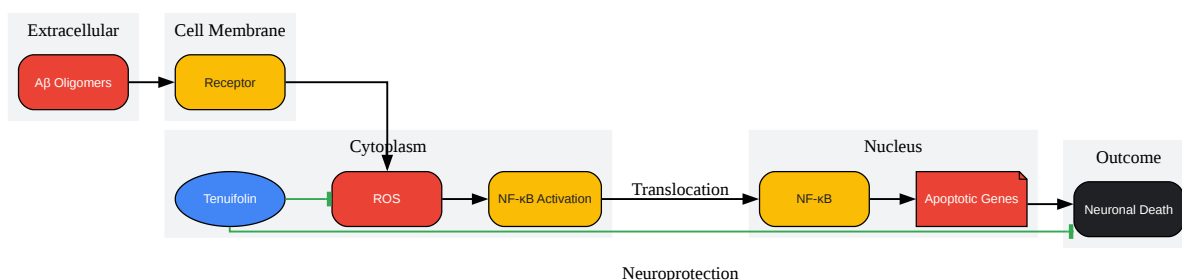 Extracellular
Cell Membrane
Aβ Oligomers
Receptor
Cytoplasm
Nucleus
Outcome
Tenuifolin
ROS
NF-κB Activation
Translocation
NF-κB
Apoptotic Genes
Neuronal Death
Neuroprotection